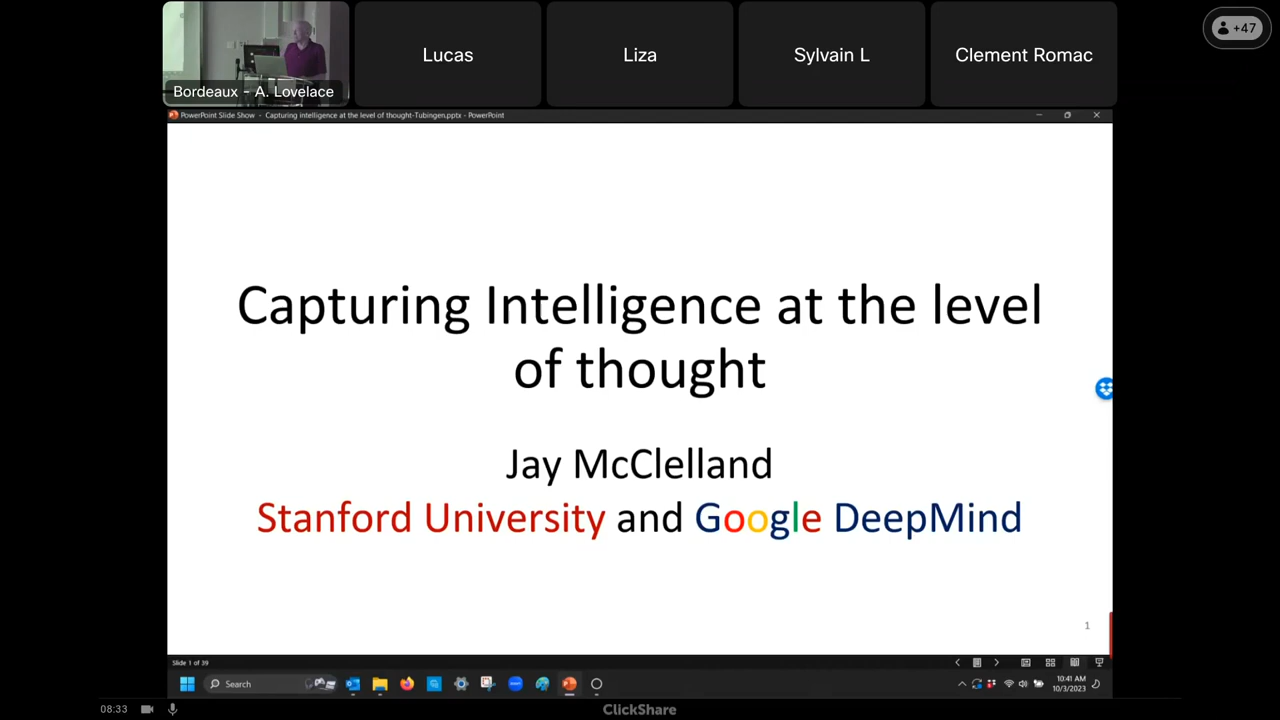 +47
Bordeaux - A. Lovelace
Lucas
Liza
Sylvain L
Clement Romac
PowerPoint Slide Show - Capturing intelligence at the level of thought-Tubingen.pptx - PowerPoint
Capturing Intelligence at the level
of thought
Jay McClelland
Stanford University and Google DeepMind
1
Slide 1 of 39
Search
10:41 AM
10/3/2023
08:33
ClickShare